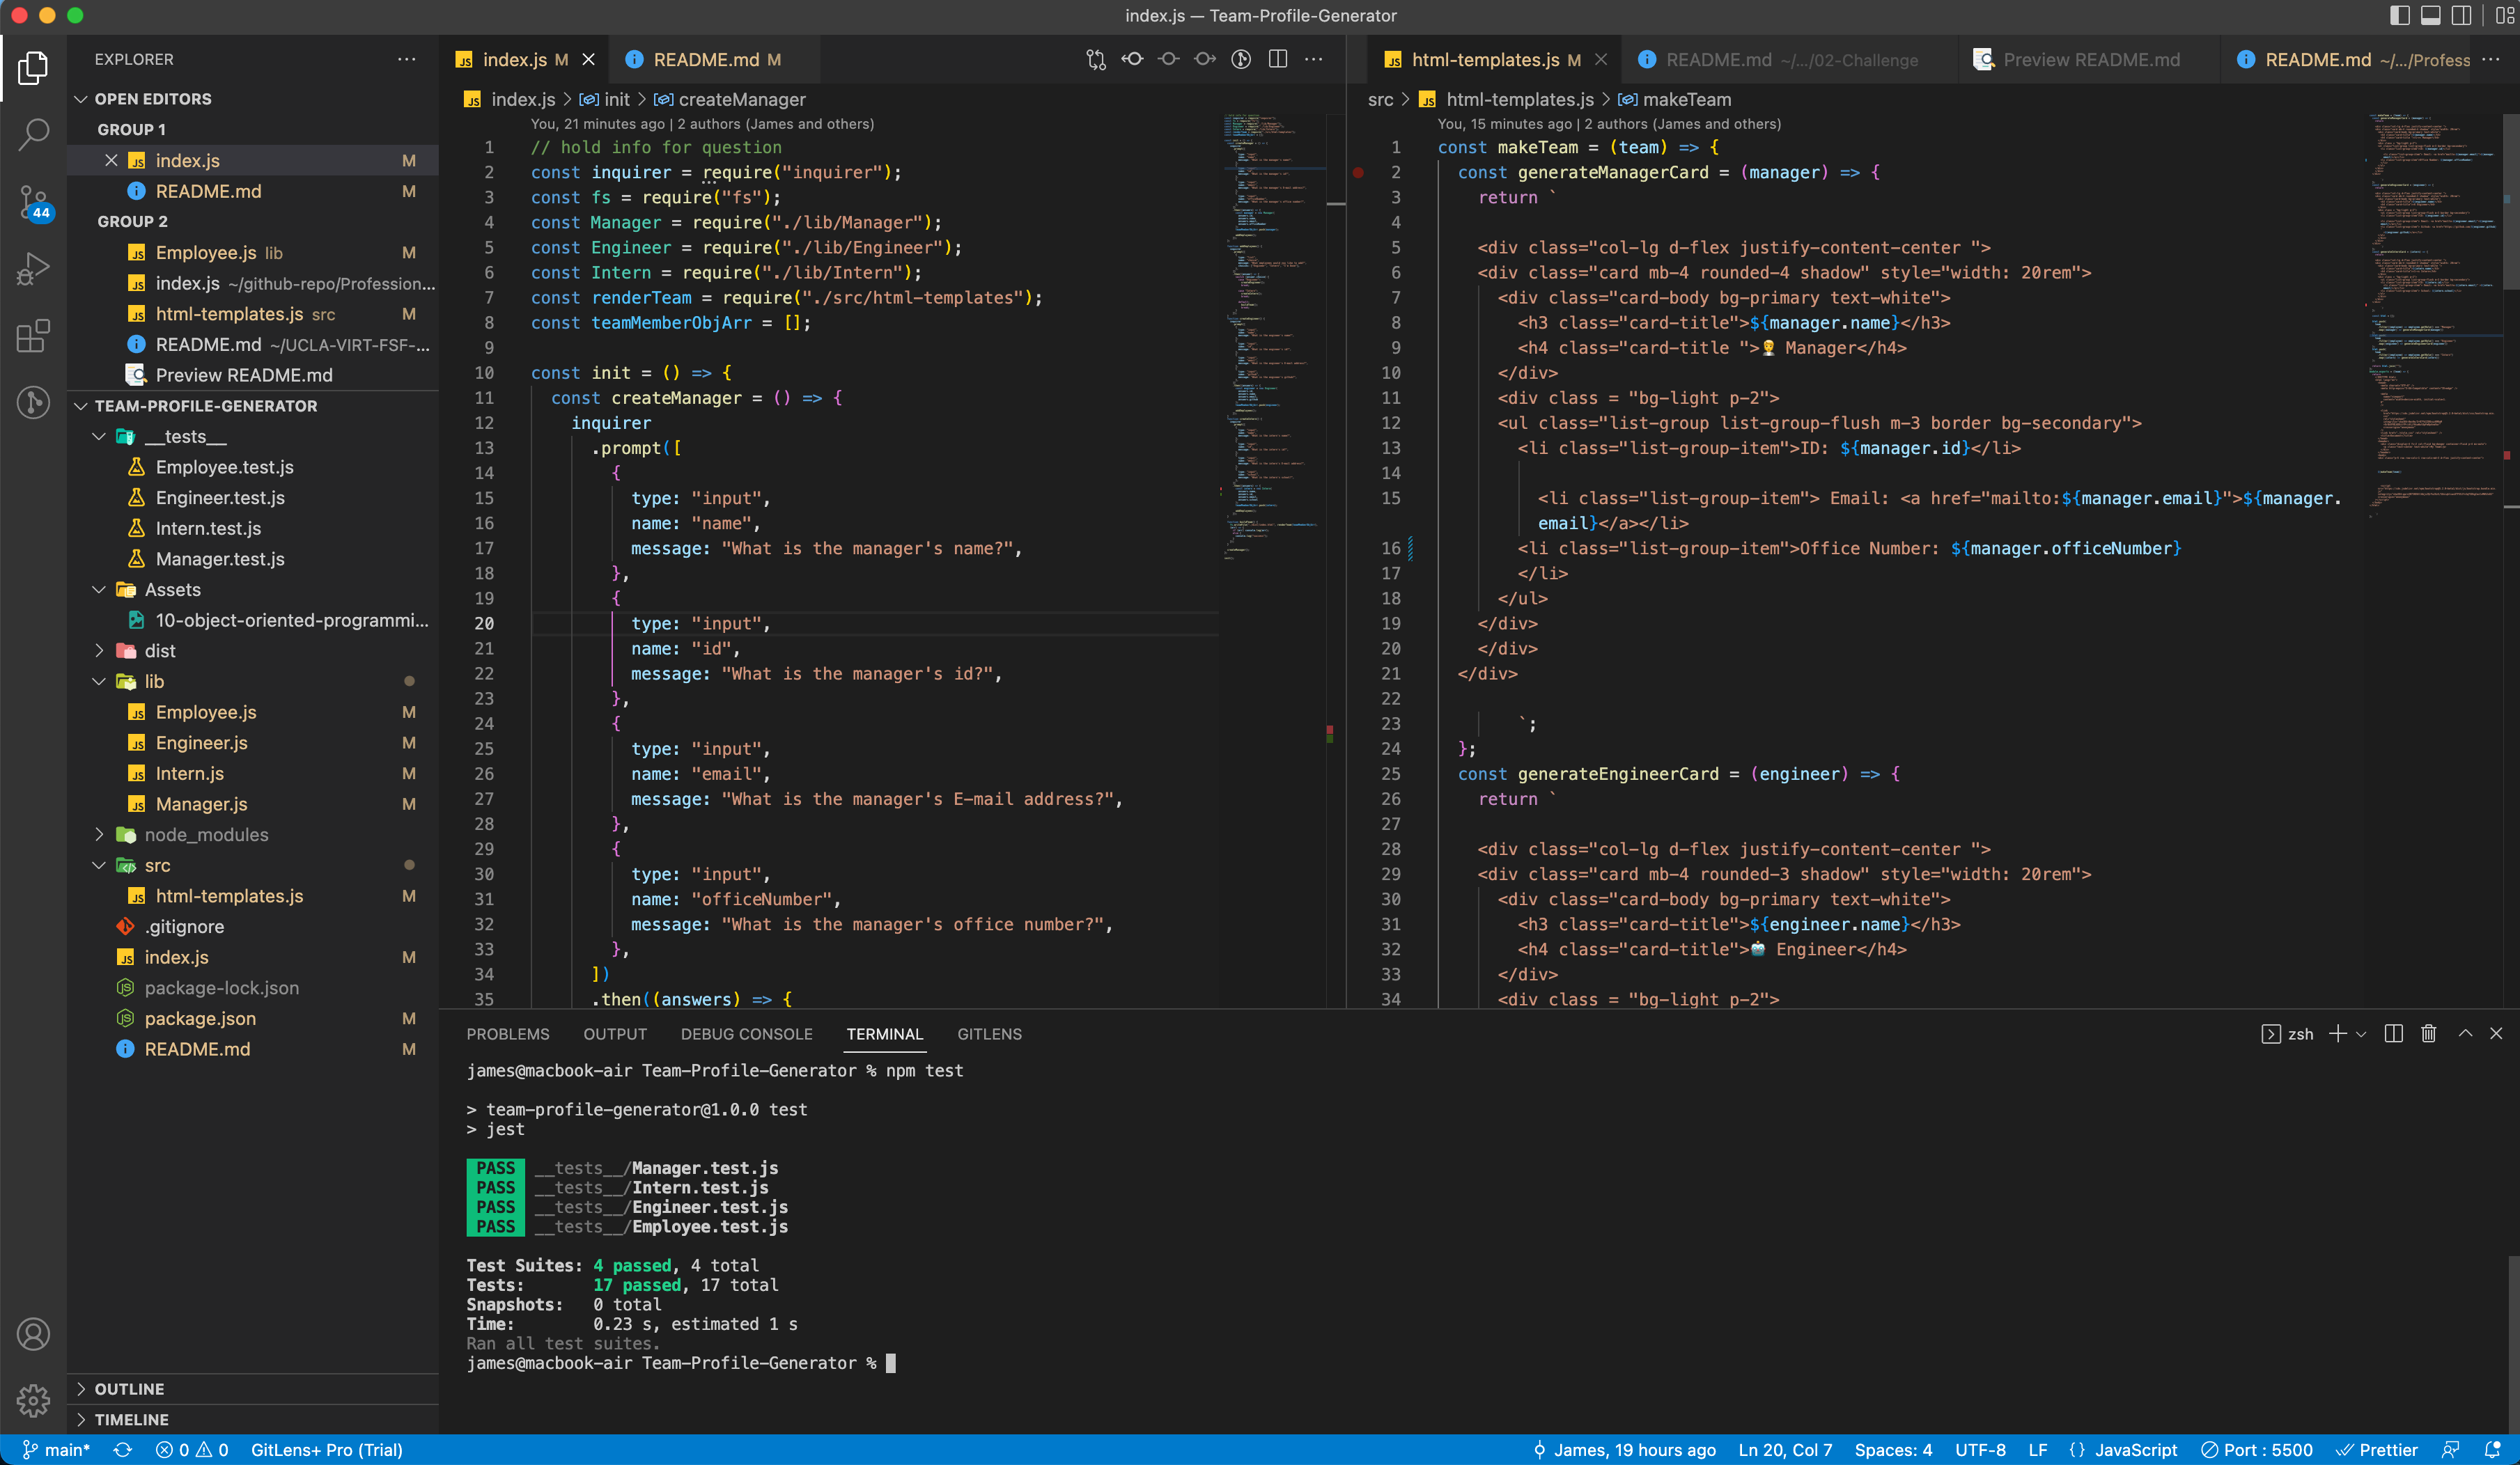 index.js — Team-Profile-Generator
EXPLORER
OPEN EDITORS
GROUP 1
index.js M
README.md M
GROUP 2
Employee.js lib M
index.js ~/github-repo/Profession...
html-templates.js src M
README.md ~/UCLA-VIRT-FSF-...
Preview README.md
TEAM-PROFILE-GENERATOR
__tests__
Employee.test.js
Engineer.test.js
Intern.test.js
Manager.test.js
Assets
10-object-oriented-programmi...
dist
lib
Employee.js M
Engineer.js M
Intern.js M
Manager.js M
node_modules
src
html-templates.js M
.gitignore
index.js M
package-lock.json
package.json M
README.md M
OUTLINE
TIMELINE
44
index.js M
README.md M
index.js > init > createManager
You, 21 minutes ago | 2 authors (James and others)
1 // hold info for question
2 const inquirer = require("inquirer");
3 const fs = require("fs");
4 const Manager = require("./lib/Manager");
5 const Engineer = require("./lib/Engineer");
6 const Intern = require("./lib/Intern");
7 const renderTeam = require("./src/html-templates");
8 const teamMemberObjArr = [];
9
10 const init = () => {
11 const createManager = () => {
12 inquirer
13 .prompt([
14 {
15 type: "input",
16 name: "name",
17 message: "What is the manager's name?",
18 },
19 {
20 type: "input",
21 name: "id",
22 message: "What is the manager's id?",
23 },
24 {
25 type: "input",
26 name: "email",
27 message: "What is the manager's E-mail address?",
28 },
29 {
30 type: "input",
31 name: "officeNumber",
32 message: "What is the manager's office number?",
33 },
34 ])
35 .then((answers) => {
html-templates.js M
README.md ~/.../02-Challenge
Preview README.md
README.md ~/.../Profess
src > html-templates.js > makeTeam
You, 15 minutes ago | 2 authors (James and others)
1 const makeTeam = (team) => {
2 const generateManagerCard = (manager) => {
3 return `
4
5 <div class="col-lg d-flex justify-content-center ">
6 <div class="card mb-4 rounded-4 shadow" style="width: 20rem">
7 <div class="card-body bg-primary text-white">
8 <h3 class="card-title">${manager.name}</h3>
9 <h4 class="card-title ">👨‍💼 Manager</h4>
10 </div>
11 <div class = "bg-light p-2">
12 <ul class="list-group list-group-flush m-3 border bg-secondary">
13 <li class="list-group-item">ID: ${manager.id}</li>
14
15 <li class="list-group-item"> Email: <a href="mailto:${manager.email}">${manager.
email}</a></li>
16 <li class="list-group-item">Office Number: ${manager.officeNumber}
17 </li>
18 </ul>
19 </div>
20 </div>
21 </div>
22
23 `;
24 };
25 const generateEngineerCard = (engineer) => {
26 return `
27
28 <div class="col-lg d-flex justify-content-center ">
29 <div class="card mb-4 rounded-3 shadow" style="width: 20rem">
30 <div class="card-body bg-primary text-white">
31 <h3 class="card-title">${engineer.name}</h3>
32 <h4 class="card-title">🤖 Engineer</h4>
33 </div>
34 <div class = "bg-light p-2">
PROBLEMS OUTPUT DEBUG CONSOLE TERMINAL GITLENS
zsh
james@macbook-air Team-Profile-Generator % npm test
> team-profile-generator@1.0.0 test
> jest
PASS __tests__/Manager.test.js
PASS __tests__/Intern.test.js
PASS __tests__/Engineer.test.js
PASS __tests__/Employee.test.js
Test Suites: 4 passed, 4 total
Tests: 17 passed, 17 total
Snapshots: 0 total
Time: 0.23 s, estimated 1 s
Ran all test suites.
james@macbook-air Team-Profile-Generator %
main* 0 0 GitLens+ Pro (Trial) James, 19 hours ago Ln 20, Col 7 Spaces: 4 UTF-8 LF {} JavaScript Port : 5500 Prettier